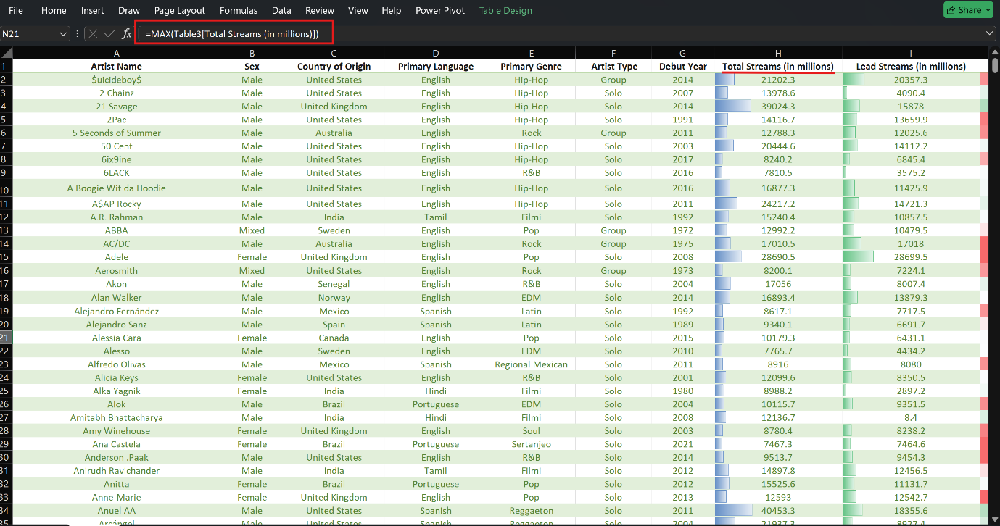 File Home Insert Draw Page Layout Formulas Data Review View Help Power Pivot Table Design Share
N21 fx =MAX(Table3[Total Streams (in millions)])
A B C D E F G H I
1 Artist Name Sex Country of Origin Primary Language Primary Genre Artist Type Debut Year Total Streams (in millions) Lead Streams (in millions)
2 $uicideboy$ Male United States English Hip-Hop Group 2014 21202.3 20357.3
3 2 Chainz Male United States English Hip-Hop Solo 2007 13978.6 4090.4
4 21 Savage Male United Kingdom English Hip-Hop Solo 2014 39024.3 15878
5 2Pac Male United States English Hip-Hop Solo 1991 14116.7 13659.9
6 5 Seconds of Summer Male Australia English Rock Group 2011 12788.3 12025.6
7 50 Cent Male United States English Hip-Hop Solo 2003 20444.6 14112.2
8 6ix9ine Male United States English Hip-Hop Solo 2017 8240.2 6845.4
9 6LACK Male United States English R&B Solo 2016 7810.5 3575.2
10 A Boogie Wit da Hoodie Male United States English Hip-Hop Solo 2016 16877.3 11425.9
11 A$AP Rocky Male United States English Hip-Hop Solo 2011 24217.2 14721.3
12 A.R. Rahman Male India Tamil Filmi Solo 1992 15240.4 10857.5
13 ABBA Mixed Sweden English Pop Group 1972 12992.2 10479.5
14 AC/DC Male Australia English Rock Group 1975 17010.5 17018
15 Adele Female United Kingdom English Pop Solo 2008 28690.5 28699.5
16 Aerosmith Mixed United States English Rock Group 1973 8200.1 7224.1
17 Akon Male Senegal English R&B Solo 2004 17056 8007.4
18 Alan Walker Male Norway English EDM Solo 2014 16893.4 13879.3
19 Alejandro Fernández Male Mexico Spanish Latin Solo 1992 8617.1 7717.5
20 Alejandro Sanz Male Spain Spanish Latin Solo 1989 9340.1 6691.7
21 Alessia Cara Female Canada English Pop Solo 2015 10179.3 6431.1
22 Alesso Male Sweden English EDM Solo 2010 7765.7 4434.2
23 Alfredo Olivas Male Mexico Spanish Regional Mexican Solo 2011 8916 8080
24 Alicia Keys Female United States English R&B Solo 2001 12099.6 8350.5
25 Alka Yagnik Female India Hindi Filmi Solo 1980 8988.2 2897.2
26 Alok Male Brazil Portuguese EDM Solo 2004 10115.7 9351.5
27 Amitabh Bhattacharya Male India Hindi Filmi Solo 2008 12136.7 8.4
28 Amy Winehouse Female United Kingdom English Soul Solo 2003 8780.4 8238.2
29 Ana Castela Female Brazil Portuguese Sertanjeo Solo 2021 7467.3 7464.6
30 Anderson .Paak Male United States English R&B Solo 2014 9513.7 9454.3
31 Anirudh Ravichander Male India Tamil Filmi Solo 2012 14897.8 12456.5
32 Anitta Female Brazil Portuguese Pop Solo 2012 15525.6 11131.7
33 Anne-Marie Female United Kingdom English Pop Solo 2013 12593 12542.7
34 Anuel AA Male United States Spanish Reggaeton Solo 2011 40453.3 18355.6
35 Arcángel Male United States Spanish Reggaeton Solo 2004 21937.3 8927.4